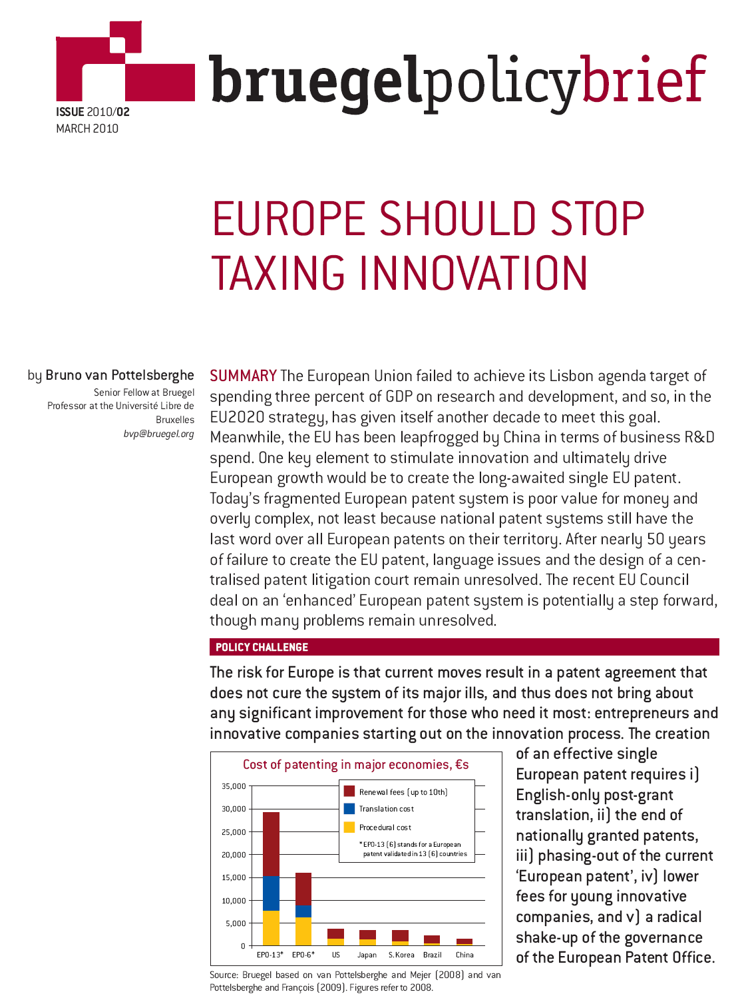 bruegelpolicybrief
ISSUE 2010/02
MARCH 2010
EUROPE SHOULD STOP
TAXING INNOVATION
by Bruno van Pottelsberghe
Senior Fellow at Bruegel
Professor at the Université Libre de
Bruxelles
bvp@bruegel.org
SUMMARY The European Union failed to achieve its Lisbon agenda target of
spending three percent of GDP on research and development, and so, in the
EU2020 strategy, has given itself another decade to meet this goal.
Meanwhile, the EU has been leapfrogged by China in terms of business R&D
spend. One key element to stimulate innovation and ultimately drive
European growth would be to create the long-awaited single EU patent.
Today's fragmented European patent system is poor value for money and
overly complex, not least because national patent systems still have the
last word over all European patents on their territory. After nearly 50 years
of failure to create the EU patent, language issues and the design of a cen-
tralised patent litigation court remain unresolved. The recent EU Council
deal on an ‘enhanced’ European patent system is potentially a step forward,
though many problems remain unresolved.
POLICY CHALLENGE
The risk for Europe is that current moves result in a patent agreement that
does not cure the system of its major ills, and thus does not bring about
any significant improvement for those who need it most: entrepreneurs and
innovative companies starting out on the innovation process. The creation
of an effective single
European patent requires i)
English-only post-grant
translation, ii) the end of
nationally granted patents,
iii) phasing-out of the current
‘European patent’, iv) lower
fees for young innovative
companies, and v) a radical
shake-up of the governance
of the European Patent Office.
Cost of patenting in major economies, €s
35,000
30,000
25,000
20,000
15,000
10,000
5,000
0
Renewal fees (up to 10th)
Translation cost
Procedural cost
*EPO-13 (6) stands for a European
patent validated in 13 (6) countries
EPO-13* EPO-6* US Japan S. Korea Brazil China
Source: Bruegel based on van Pottelsberghe and Mejer (2008) and van
Pottelsberghe and François (2009). Figures refer to 2008.